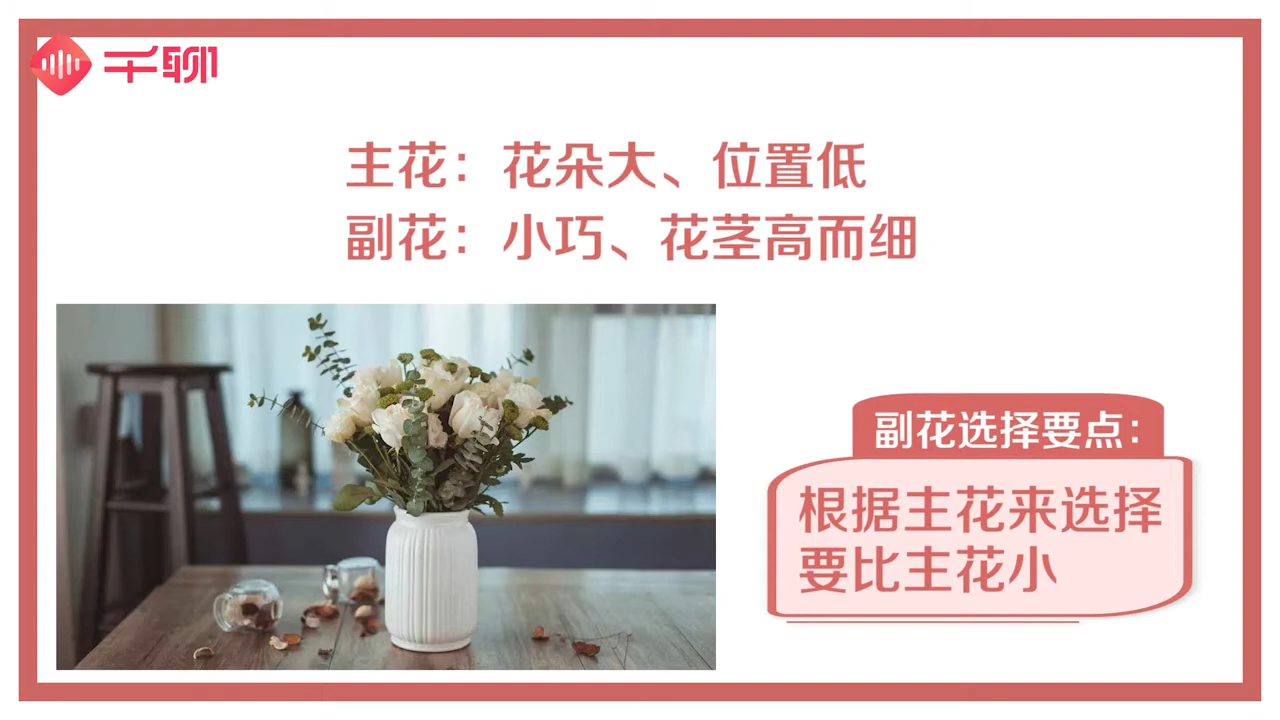 千聊
主花：花朵大、位置低
副花：小巧、花茎高而细
副花选择要点：
根据主花来选择
要比主花小